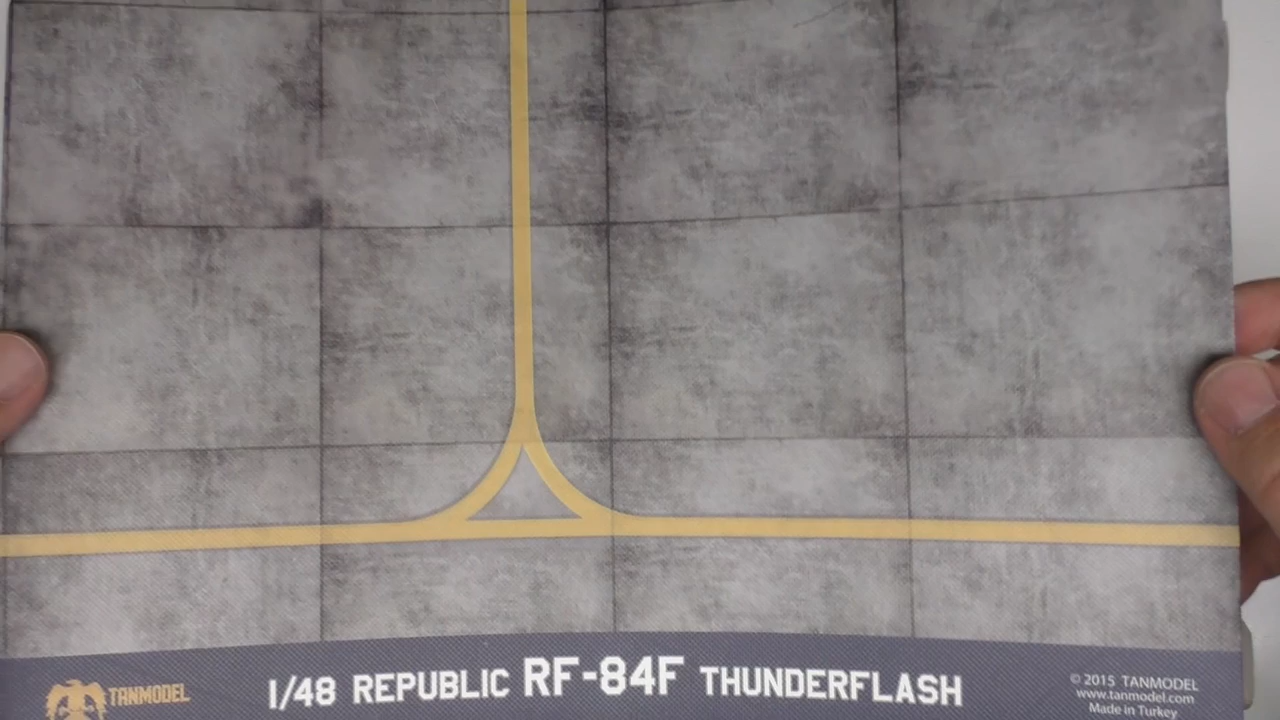 TANMODEL
1/48 REPUBLIC RF-84F THUNDERFLASH
© 2015 TANMODEL
www.tanmodel.com
Made in Turkey